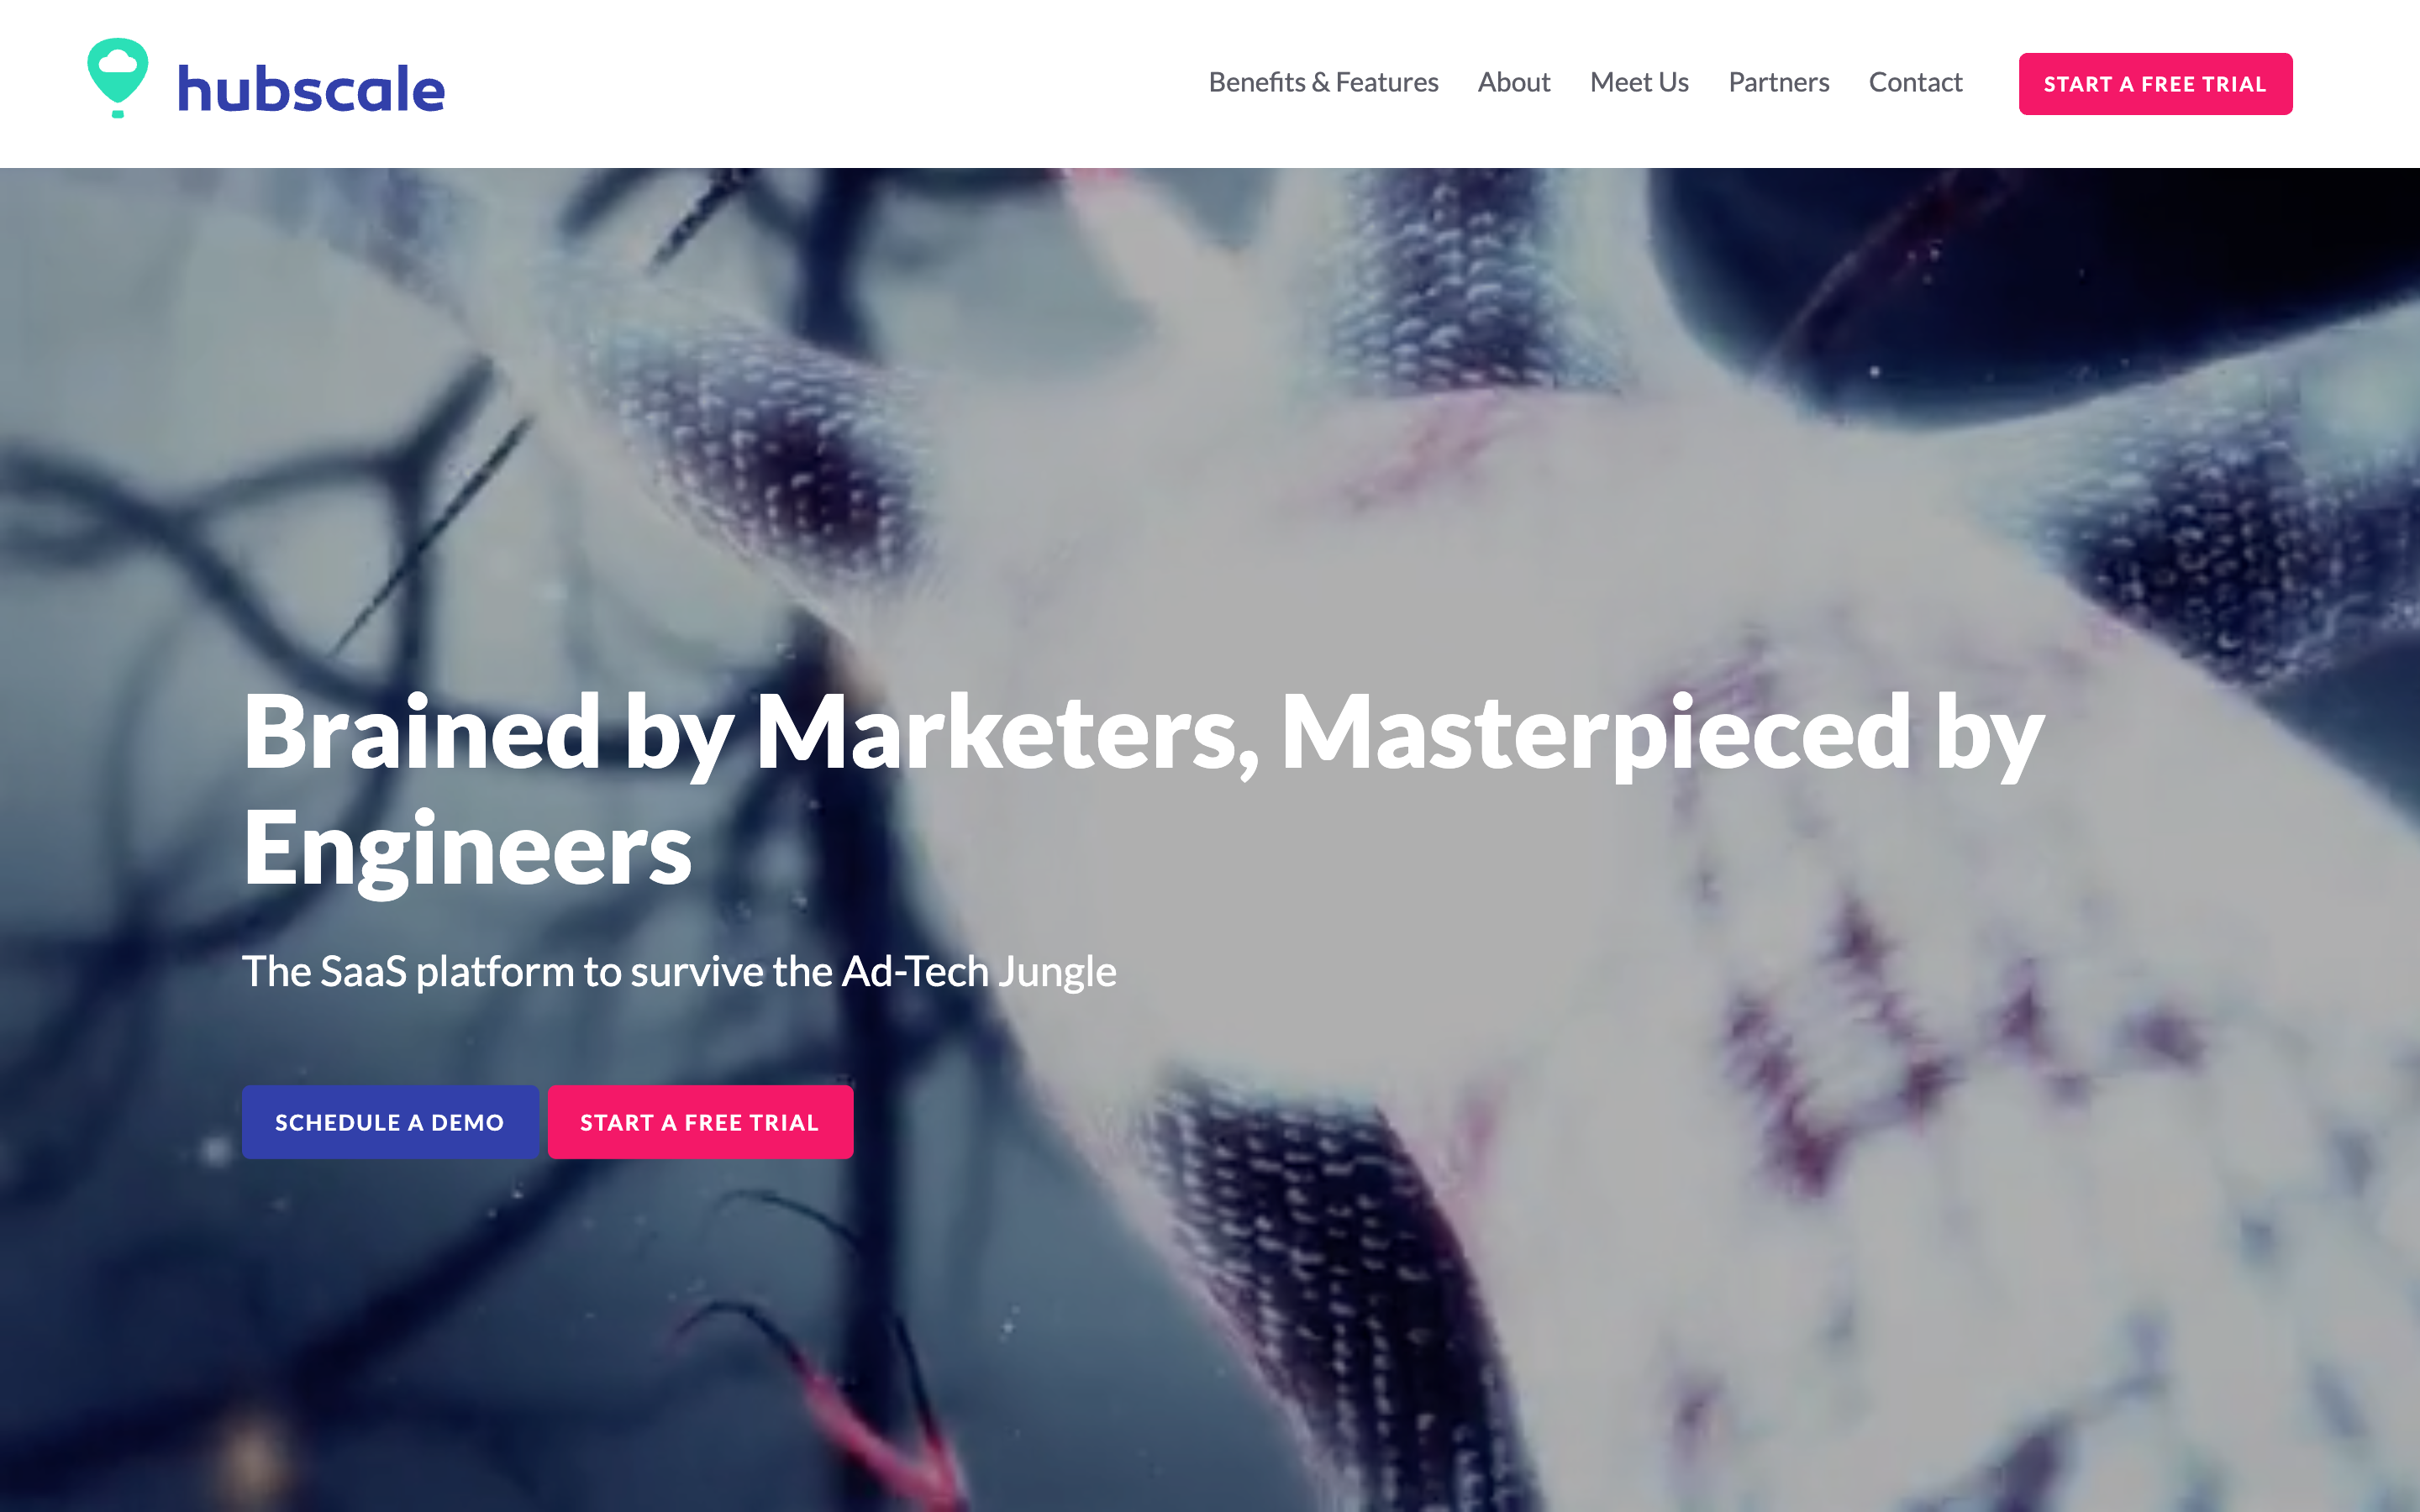 hubscale
Benefits & Features
About
Meet Us
Partners
Contact
START A FREE TRIAL
Brained by Marketers, Masterpieced by
Engineers
The SaaS platform to survive the Ad-Tech Jungle
SCHEDULE A DEMO
START A FREE TRIAL